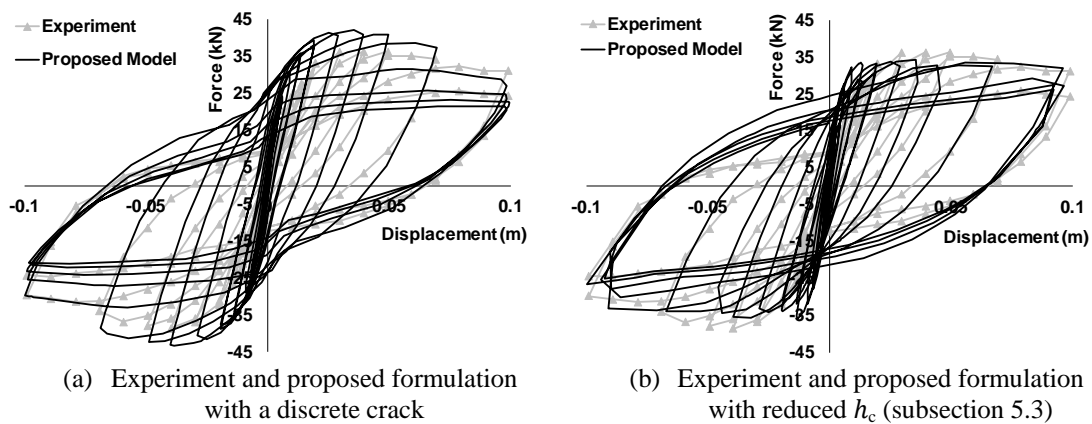 Experiment
Proposed Model
Force (kN)
45
35
25
15
5
-5
-15
-25
-35
-45
-0.1
-0.05
0.05
0.1
Displacement (m)
(a) Experiment and proposed formulation
with a discrete crack
Experiment
Proposed Model
Force (kN)
45
35
25
15
5
-5
-15
-25
-35
-45
-0.1
-0.05
0.05
0.1
Displacement (m)
(b) Experiment and proposed formulation
with reduced hc (subsection 5.3)